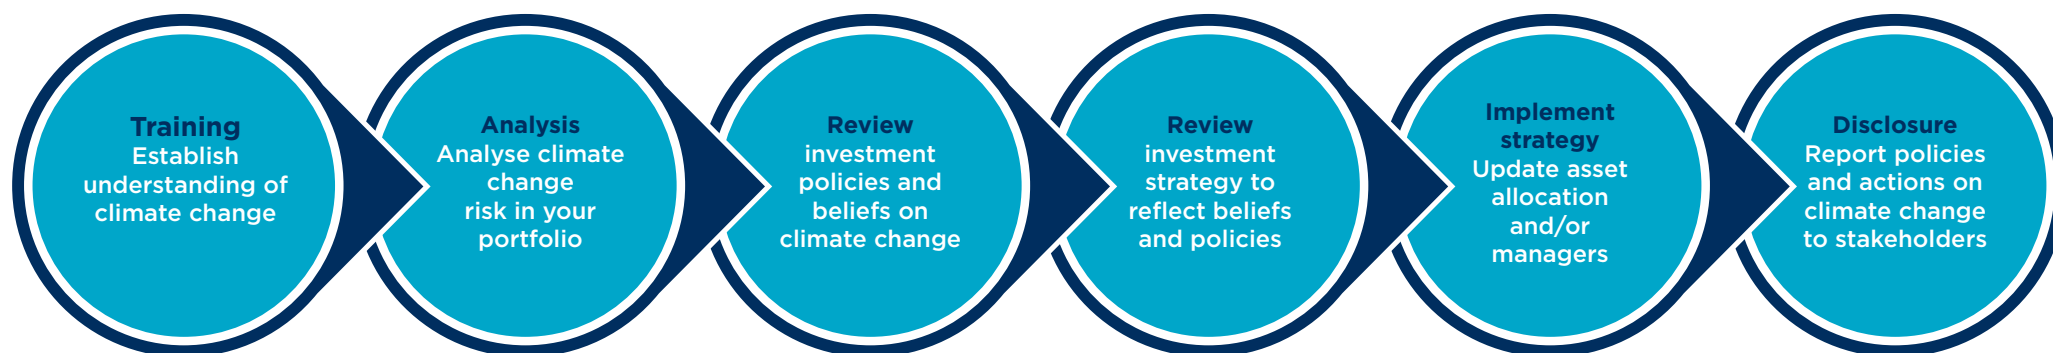 Training
Establish
understanding of
climate change
Analysis
Analyse climate
change
risk in your
portfolio
Review
investment
policies and
beliefs on
climate change
Review
investment
strategy to
reflect beliefs
and policies
Implement
strategy
Update asset
allocation
and/or
managers
Disclosure
Report policies
and actions on
climate change
to stakeholders